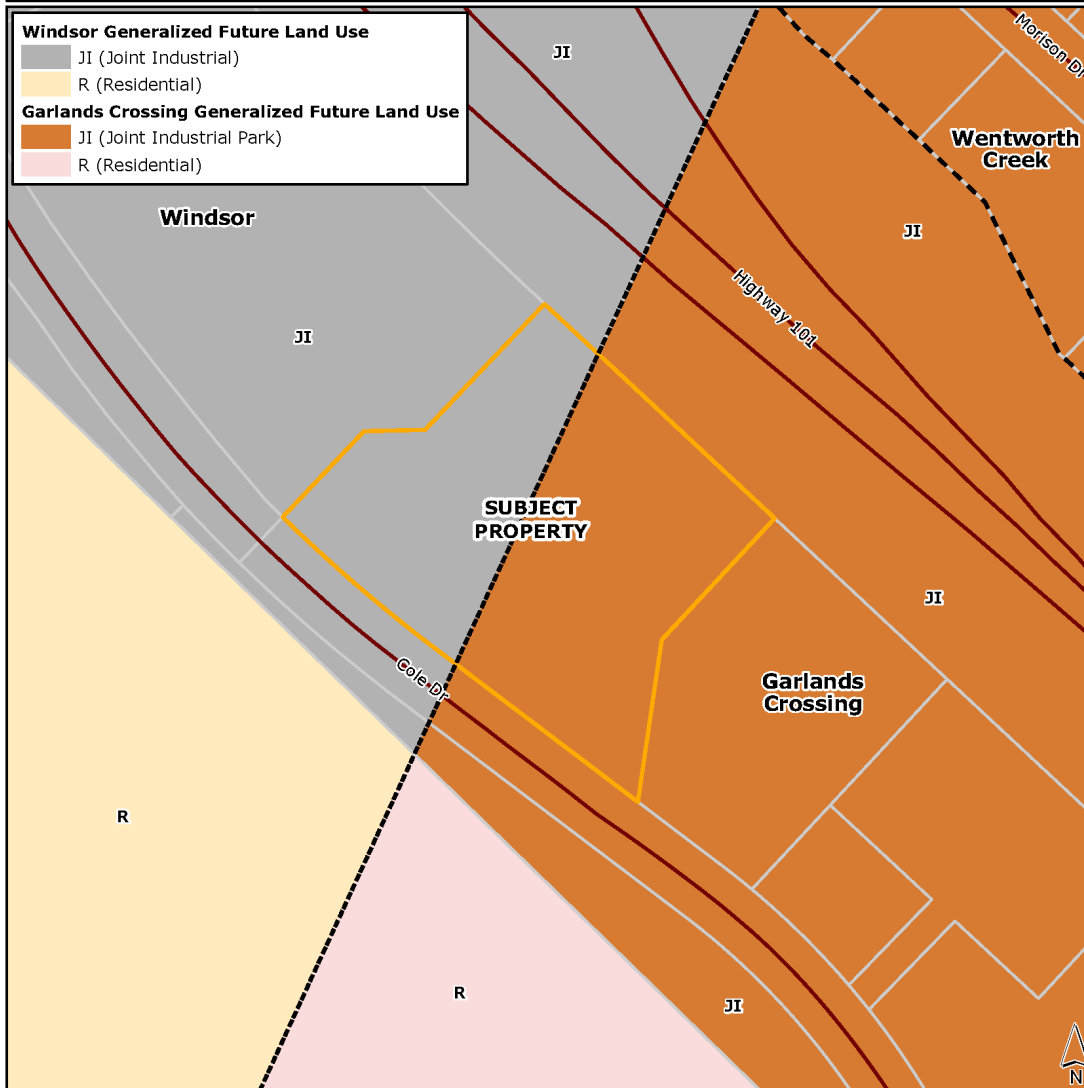 Windsor Generalized Future Land Use
JI (Joint Industrial)
R (Residential)
Garlands Crossing Generalized Future Land Use
JI (Joint Industrial Park)
R (Residential)
JI
Morison Dr
Wentworth
Creek
Windsor
JI
Highway 101
JI
SUBJECT
PROPERTY
JI
Cole Dr
Garlands
Crossing
R
R
JI
N